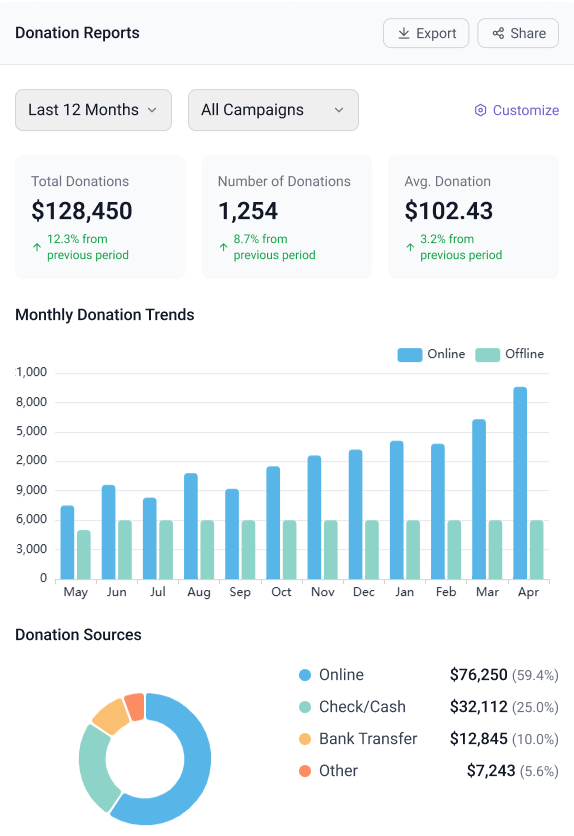 Donation Reports
Export
Share
Last 12 Months
All Campaigns
Customize
Total Donations
$128,450
12.3% from
previous period
Number of Donations
1,254
8.7% from
previous period
Avg. Donation
$102.43
3.2% from
previous period
Monthly Donation Trends
Online
Offline
1,000
8,000
5,000
2,000
9,000
6,000
3,000
0
May Jun Jul Aug Sep Oct Nov Dec Jan Feb Mar Apr
Donation Sources
Online $76,250 (59.4%)
Check/Cash $32,112 (25.0%)
Bank Transfer $12,845 (10.0%)
Other $7,243 (5.6%)